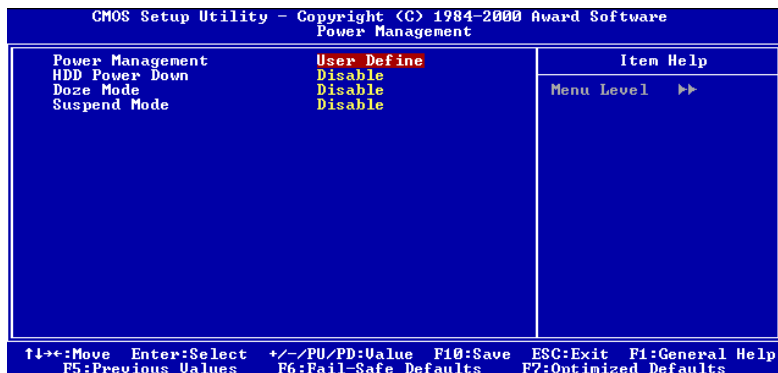 CMOS Setup Utility – Copyright (C) 1984–2000 Award Software
Power Management
Power Management User Define
HDD Power Down Disable
Doze Mode Disable
Suspend Mode Disable
Item Help
Menu Level ▶▶
↑↓→←:Move Enter:Select +/-/PU/PD:Value F10:Save ESC:Exit F1:General Help
F5:Previous Values F6:Fail-Safe Defaults F7:Optimized Defaults